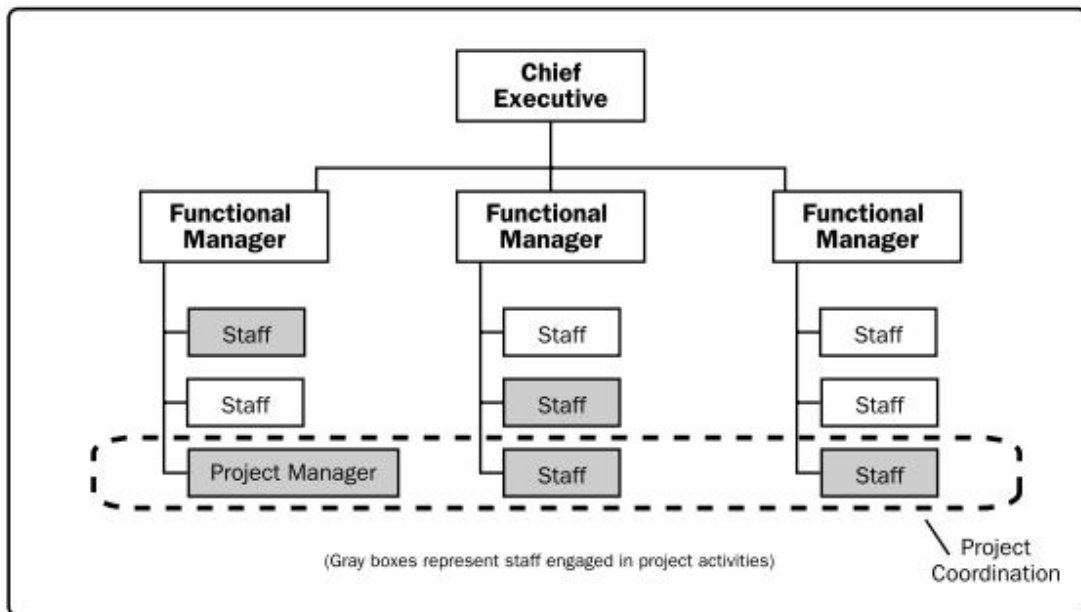 Chief
Executive
Functional
Manager
Functional
Manager
Functional
Manager
Staff
Staff
Staff
Staff
Staff
Staff
Project Manager
Staff
Staff
(Gray boxes represent staff engaged in project activities)
Project
Coordination